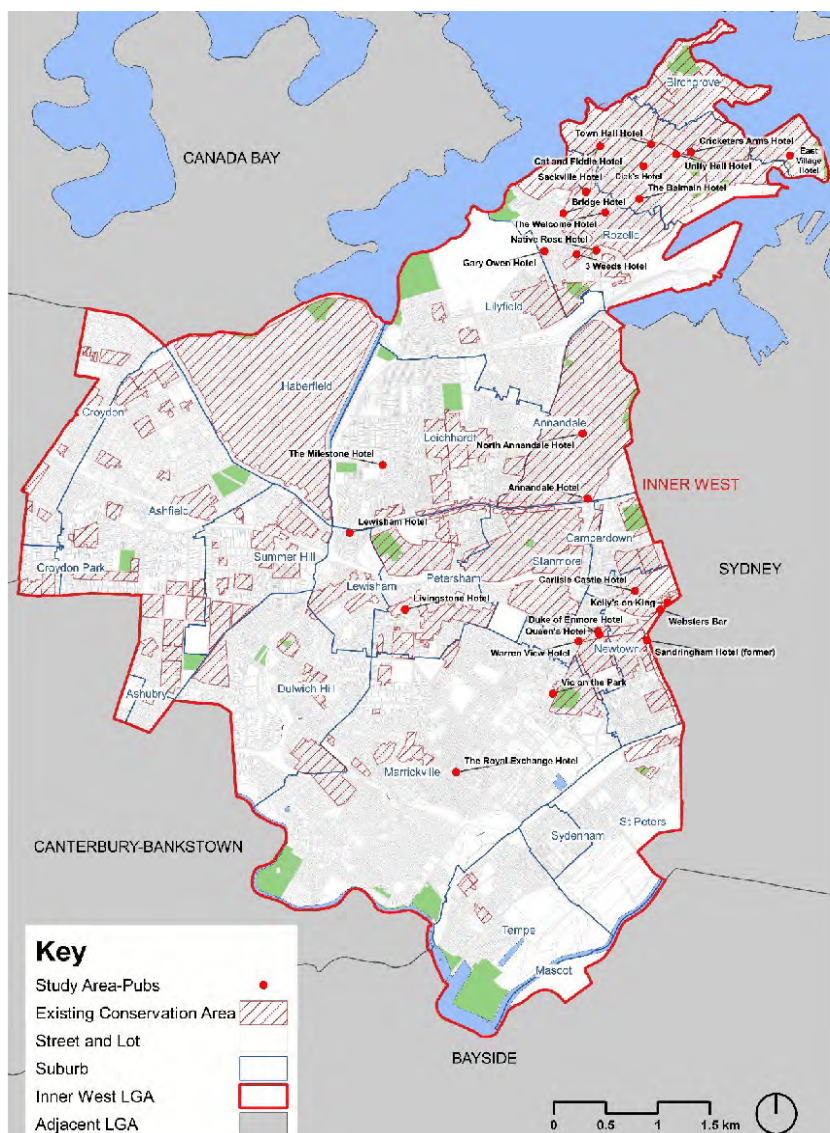 Birchgrove
Town Hall Hotel
Cricketers Arms Hotel
CANADA BAY
East
Village
Hotel
Cat and Fiddle Hotel
Unity Hall Hotel
Sackville Hotel
Dick's Hotel
The Balmain Hotel
Bridge Hotel
The Welcome Hotel
Rozelle
Native Rose Hotel
Gary Owen Hotel
3 Weeds Hotel
Lilyfield
Haberfield
Croydon
Annandale
Leichhardt
North Annandale Hotel
The Milestone Hotel
INNER WEST
Annandale Hotel
Ashfield
Lewisham Hotel
Camperdown
Summer Hill
Stanmore
Croydon Park
SYDNEY
Petersham
Carlisle Castle Hotel
Lewisham
Kelly's on King
Livingstone Hotel
Duke of Enmore Hotel
Websters Bar
Queen's Hotel
Newtown
Warren View Hotel
Sandringham Hotel (former)
Dulwich Hill
Ashbury
Vic on the Park
The Royal Exchange Hotel
Marrickville
St Peters
Sydenham
CANTERBURY-BANKSTOWN
Tempe
Mascot
BAYSIDE
Key
Study Area-Pubs
Existing Conservation Area
Street and Lot
Suburb
Inner West LGA
Adjacent LGA
0 0.5 1 1.5 km